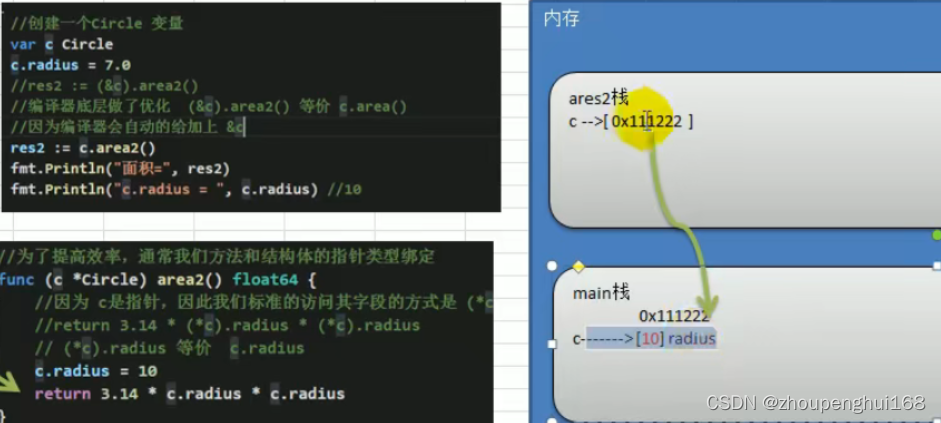 //创建一个Circle 变量
var c Circle
c.radius = 7.0
//res2 := (&c).area2()
//编译器底层做了优化 (&c).area2() 等价 c.area()
//因为编译器会自动的给加上 &c
res2 := c.area2()
fmt.Println("面积=", res2)
fmt.Println("c.radius = ", c.radius) //10
//为了提高效率，通常我们方法和结构体的指针类型绑定
func (c *Circle) area2() float64 {
//因为 c是指针，因此我们标准的访问其字段的方式是 (*c
//return 3.14 * (*c).radius * (*c).radius
// (*c).radius 等价 c.radius
c.radius = 10
return 3.14 * c.radius * c.radius
}
内存
ares2栈
c -->[ 0x111222 ]
main栈
0x111222
c------->[10] radius
CSDN @zhoupenghui168